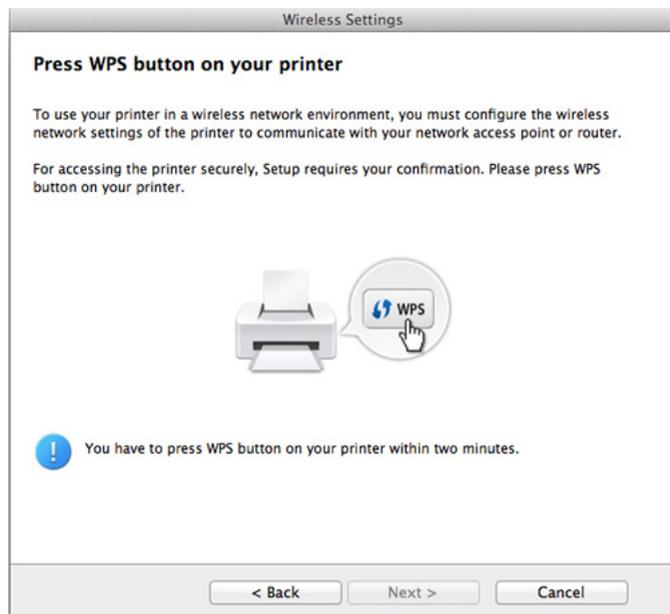 Wireless Settings
Press WPS button on your printer
To use your printer in a wireless network environment, you must configure the wireless
network settings of the printer to communicate with your network access point or router.
For accessing the printer securely, Setup requires your confirmation. Please press WPS
button on your printer.
WPS
You have to press WPS button on your printer within two minutes.
< Back
Next >
Cancel